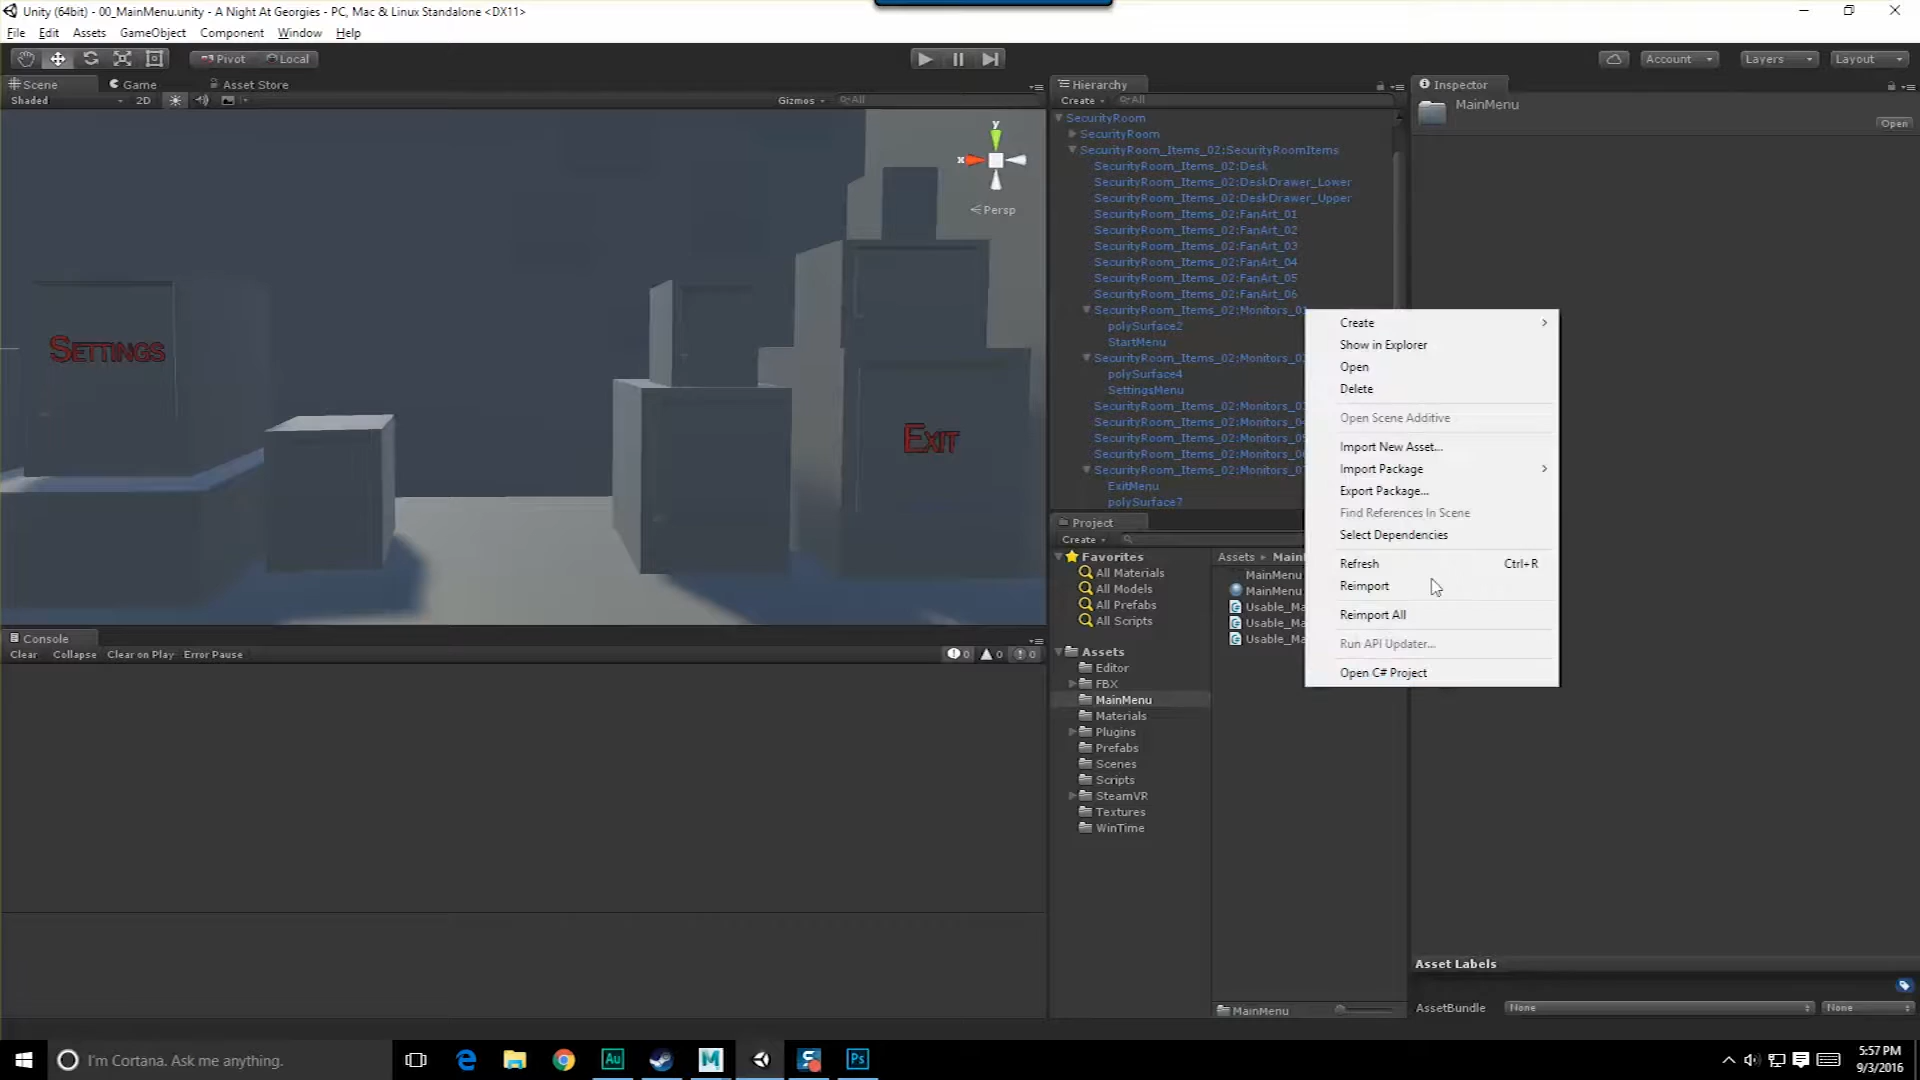 Unity (64bit) - 00_MainMenu.unity - A Night At Georgies - PC, Mac & Linux Standalone <DX11>
File Edit Assets GameObject Component Window Help
Pivot Local Account Layers Layout
Scene Game Asset Store
Shaded 2D Gizmos All
Hierarchy
Create All
SecurityRoom
SecurityRoom
SecurityRoom_Items_02:SecurityRoomItems
SecurityRoom_Items_02:Desk
SecurityRoom_Items_02:DeskDrawer_Lower
SecurityRoom_Items_02:DeskDrawer_Upper
SecurityRoom_Items_02:FanArt_01
SecurityRoom_Items_02:FanArt_02
SecurityRoom_Items_02:FanArt_03
SecurityRoom_Items_02:FanArt_04
SecurityRoom_Items_02:FanArt_05
SecurityRoom_Items_02:FanArt_06
SecurityRoom_Items_02:Monitors_0
polySurface2
StartMenu
SecurityRoom_Items_02:Monitors_0
polySurface4
SettingsMenu
SecurityRoom_Items_02:Monitors_0
SecurityRoom_Items_02:Monitors_0
SecurityRoom_Items_02:Monitors_0
SecurityRoom_Items_02:Monitors_0
SecurityRoom_Items_02:Monitors_0
ExitMenu
polySurface7
Inspector
MainMenu
Open
y
x
Persp
Settings
Exit
Create
Show in Explorer
Open
Delete
Open Scene Additive
Import New Asset...
Import Package
Export Package...
Find References In Scene
Select Dependencies
Refresh Ctrl+R
Reimport
Reimport All
Run API Updater...
Open C# Project
Project
Create
Favorites
All Materials
All Models
All Prefabs
All Scripts
Assets
Editor
FBX
MainMenu
Materials
Plugins
Prefabs
Scenes
Scripts
SteamVR
Textures
WinTime
Assets MainM
MainMenu
MainMenu
Usable_Ma
Usable_Ma
Usable_Ma
MainMenu
Console
Clear Collapse Clear on Play Error Pause 0 0 0
Asset Labels
AssetBundle None None
I'm Cortana. Ask me anything.
Au
M
S
Ps
5:57 PM
9/3/2016